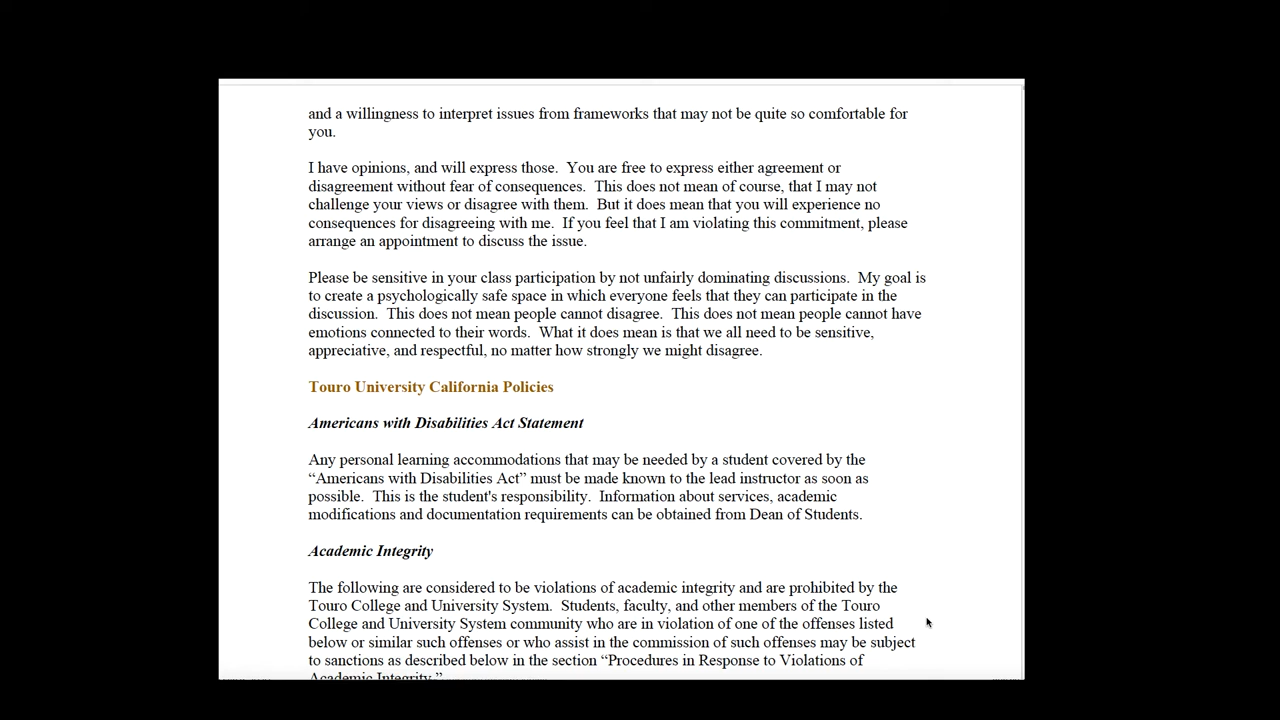 and a willingness to interpret issues from frameworks that may not be quite so comfortable for
you.
I have opinions, and will express those.  You are free to express either agreement or
disagreement without fear of consequences.  This does not mean of course, that I may not
challenge your views or disagree with them.  But it does mean that you will experience no
consequences for disagreeing with me.  If you feel that I am violating this commitment, please
arrange an appointment to discuss the issue.
Please be sensitive in your class participation by not unfairly dominating discussions.  My goal is
to create a psychologically safe space in which everyone feels that they can participate in the
discussion.  This does not mean people cannot disagree.  This does not mean people cannot have
emotions connected to their words.  What it does mean is that we all need to be sensitive,
appreciative, and respectful, no matter how strongly we might disagree.
Touro University California Policies
Americans with Disabilities Act Statement
Any personal learning accommodations that may be needed by a student covered by the
“Americans with Disabilities Act” must be made known to the lead instructor as soon as
possible.  This is the student's responsibility.  Information about services, academic
modifications and documentation requirements can be obtained from Dean of Students.
Academic Integrity
The following are considered to be violations of academic integrity and are prohibited by the
Touro College and University System.  Students, faculty, and other members of the Touro
College and University System community who are in violation of one of the offenses listed
below or similar such offenses or who assist in the commission of such offenses may be subject
to sanctions as described below in the section “Procedures in Response to Violations of
Academic Integrity.”